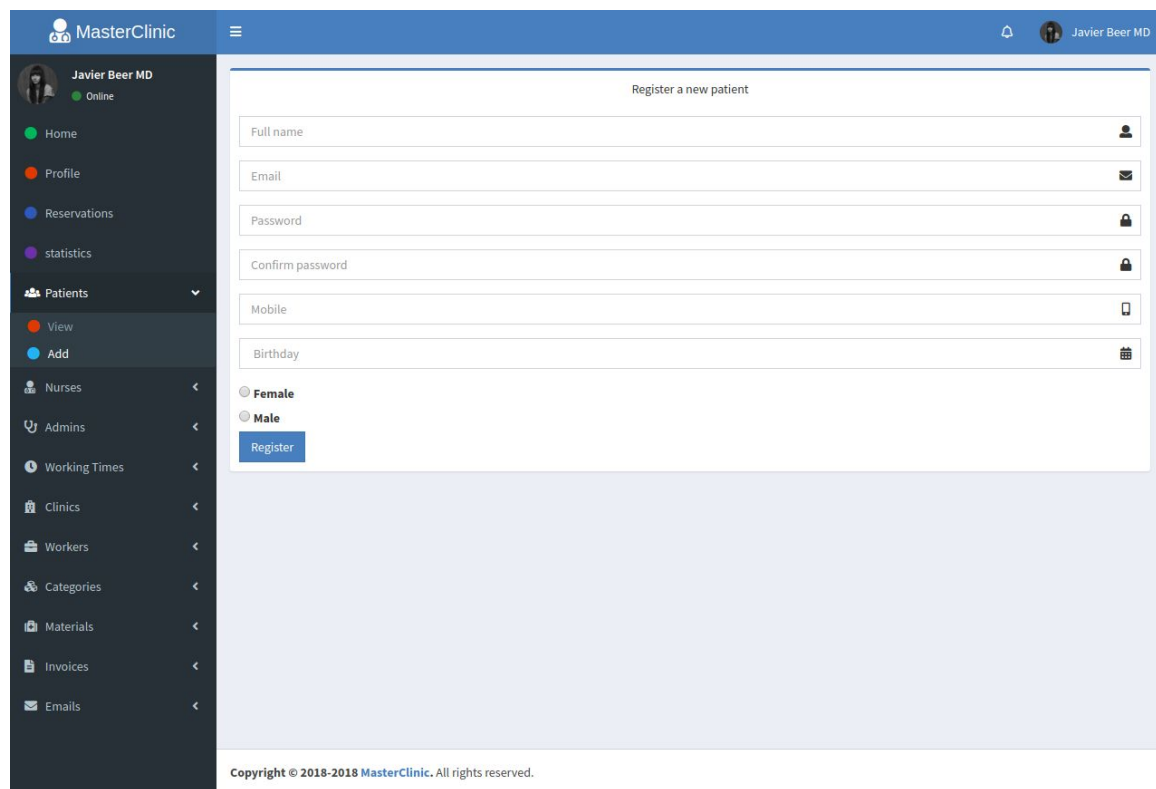 MasterClinic
Javier Beer MD
Javier Beer MD
Online
Home
Profile
Reservations
statistics
Patients
View
Add
Nurses
Admins
Working Times
Clinics
Workers
Categories
Materials
Invoices
Emails
Register a new patient
Full name
Email
Password
Confirm password
Mobile
Birthday
Female
Male
Register
Copyright © 2018-2018 MasterClinic. All rights reserved.